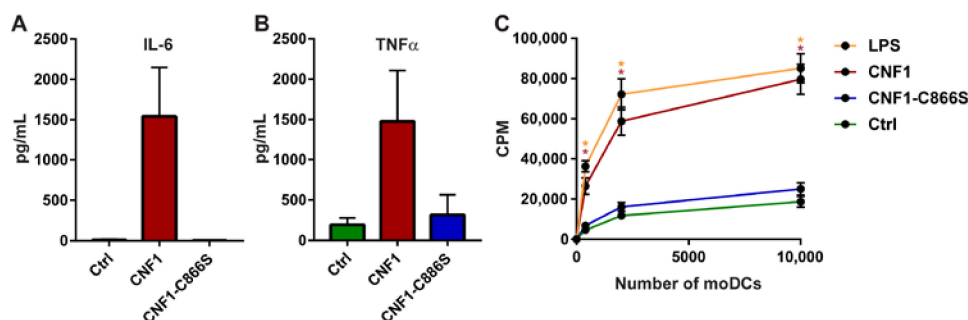 A
IL-6
2500
2000
1500
1000
500
0
pg/mL
Ctrl
CNF1
CNF1-C866S
B
TNFα
2500
2000
1500
1000
500
0
pg/mL
Ctrl
CNF1
CNF1-C886S
C
100,000
80,000
60,000
40,000
20,000
0
CPM
* * *
* * *
0 5000 10,000
Number of moDCs
LPS
CNF1
CNF1-C866S
Ctrl